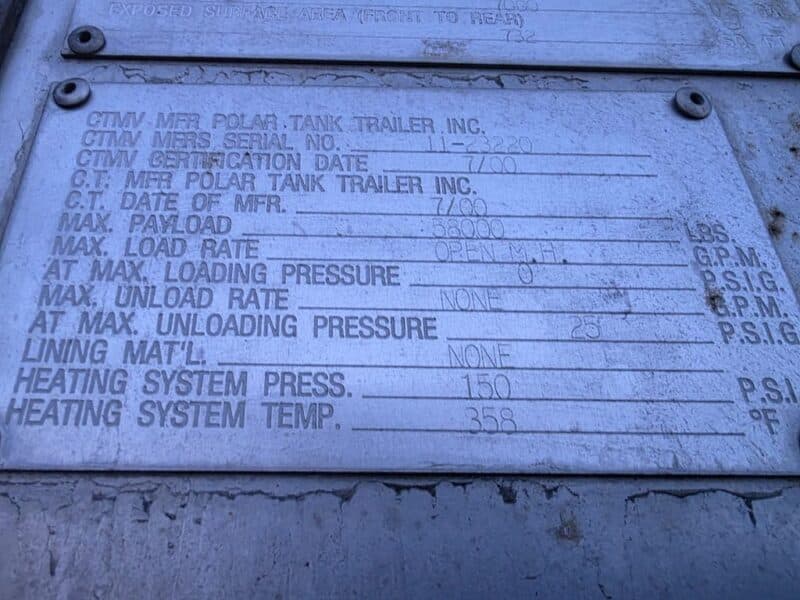 EXPOSED SURFACE AREA (FRONT TO REAR)
732
CTMV MFR POLAR TANK TRAILER INC.
CTMV MFRS SERIAL NO. 11-23220
CTMV CERTIFICATION DATE 7/00
C.T. MFR POLAR TANK TRAILER INC.
C.T. DATE OF MFR. 7/00
MAX. PAYLOAD 58000 LBS.
MAX. LOAD RATE OPEN M.H. G.P.M.
AT MAX. LOADING PRESSURE 0 P.S.I.G.
MAX. UNLOAD RATE NONE G.P.M.
AT MAX. UNLOADING PRESSURE 25 P.S.I.G.
LINING MAT'L. NONE
HEATING SYSTEM PRESS. 150 P.S.I
HEATING SYSTEM TEMP. 358 °F